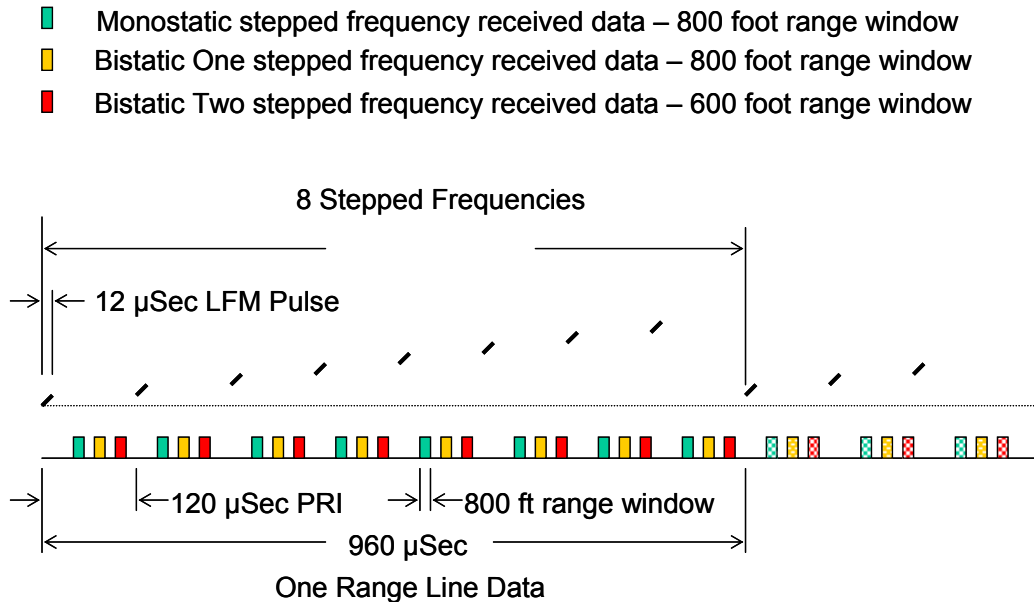 Monostatic stepped frequency received data – 800 foot range window
Bistatic One stepped frequency received data – 800 foot range window
Bistatic Two stepped frequency received data – 600 foot range window
8 Stepped Frequencies
12 µSec LFM Pulse
120 µSec PRI
800 ft range window
960 µSec
One Range Line Data